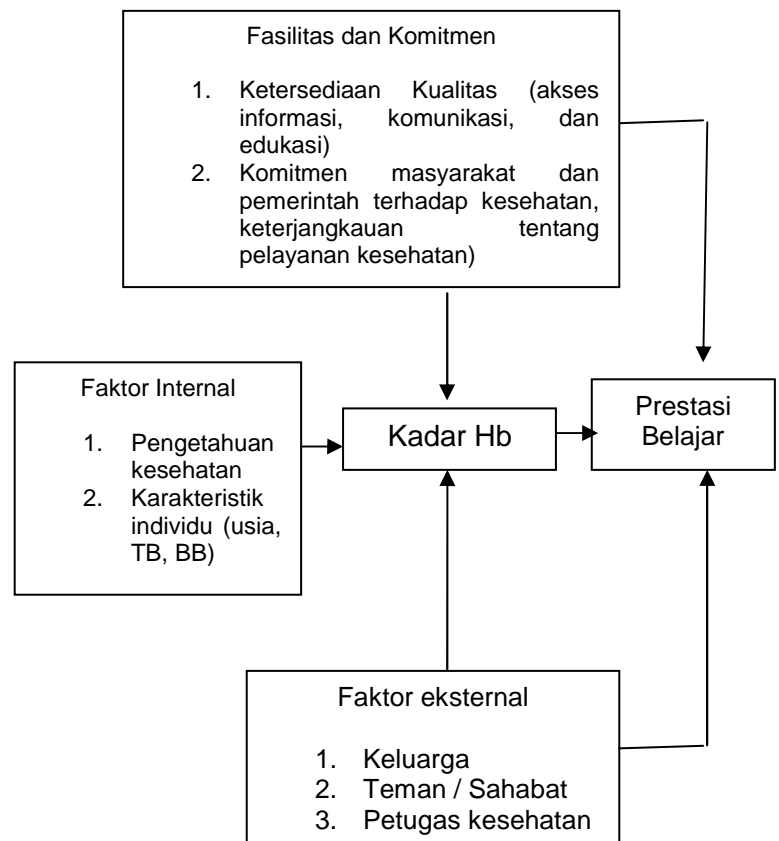 Fasilitas dan Komitmen
1. Ketersediaan Kualitas (akses
informasi, komunikasi, dan
edukasi)
2. Komitmen masyarakat dan
pemerintah terhadap kesehatan,
keterjangkauan tentang
pelayanan kesehatan)
Faktor Internal
1. Pengetahuan
kesehatan
2. Karakteristik
individu (usia,
TB, BB)
Kadar Hb
Prestasi
Belajar
Faktor eksternal
1. Keluarga
2. Teman / Sahabat
3. Petugas kesehatan